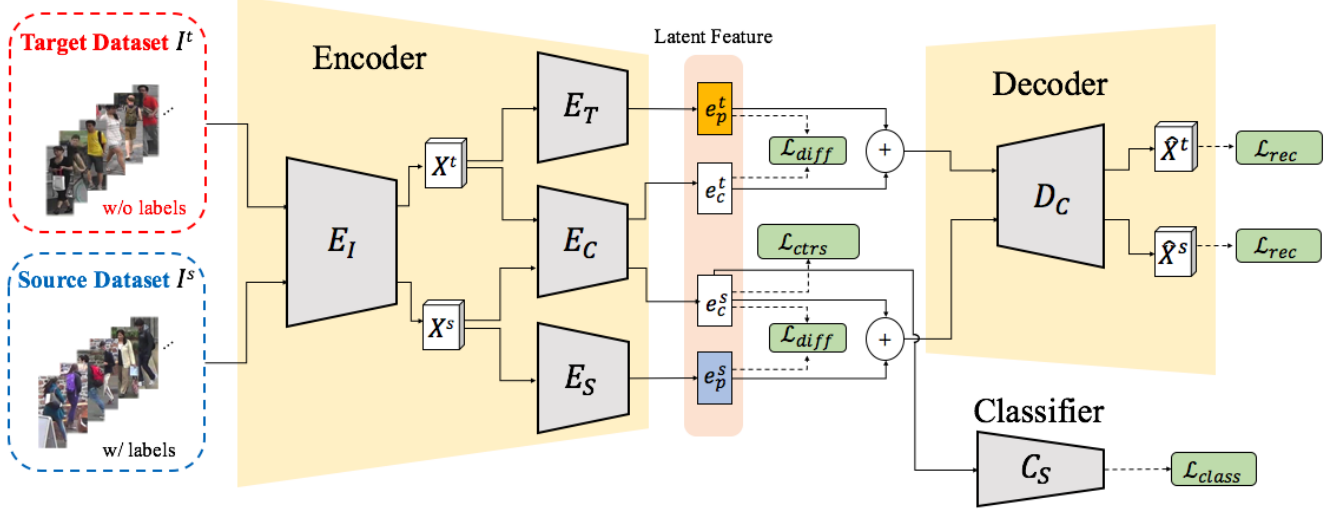 Target Dataset I^t
...
w/o labels
Source Dataset I^s
...
w/ labels
Encoder
E_I
X^t
X^s
E_T
E_C
E_S
Latent Feature
e_p^t
e_c^t
e_c^s
e_p^s
ℒ_diff
ℒ_ctrs
ℒ_diff
+
+
Decoder
D_C
X̂^t
X̂^s
ℒ_rec
ℒ_rec
Classifier
C_S
ℒ_class